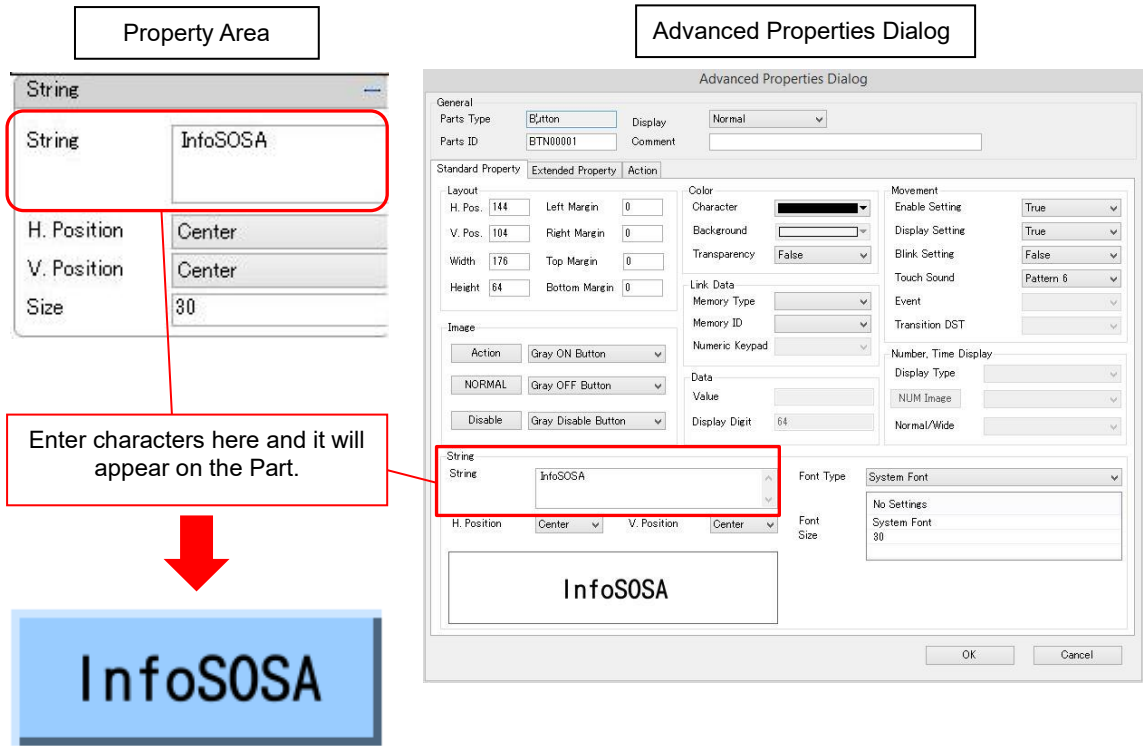 Property Area
String
String InfoSOSA
H. Position Center
V. Position Center
Size 30
Enter characters here and it will
appear on the Part.
InfoSOSA
Advanced Properties Dialog
Advanced Properties Dialog
General
Parts Type Button Display Normal
Parts ID BTN00001 Comment
Standard Property Extended Property Action
Layout
H. Pos. 144 Left Margin 0
V. Pos. 104 Right Margin 0
Width 176 Top Margin 0
Height 64 Bottom Margin 0
Image
Action Gray ON Button
NORMAL Gray OFF Button
Disable Gray Disable Button
Color
Character
Background
Transparency False
Link Data
Memory Type
Memory ID
Numeric Keypad
Data
Value
Display Digit 64
Movement
Enable Setting True
Display Setting True
Blink Setting False
Touch Sound Pattern 6
Event
Transition DST
Number, Time Display
Display Type
NUM Image
Normal/Wide
String
String InfoSOSA
H. Position Center V. Position Center
InfoSOSA
Font Type System Font
No Settings
Font System Font
Size 30
OK Cancel